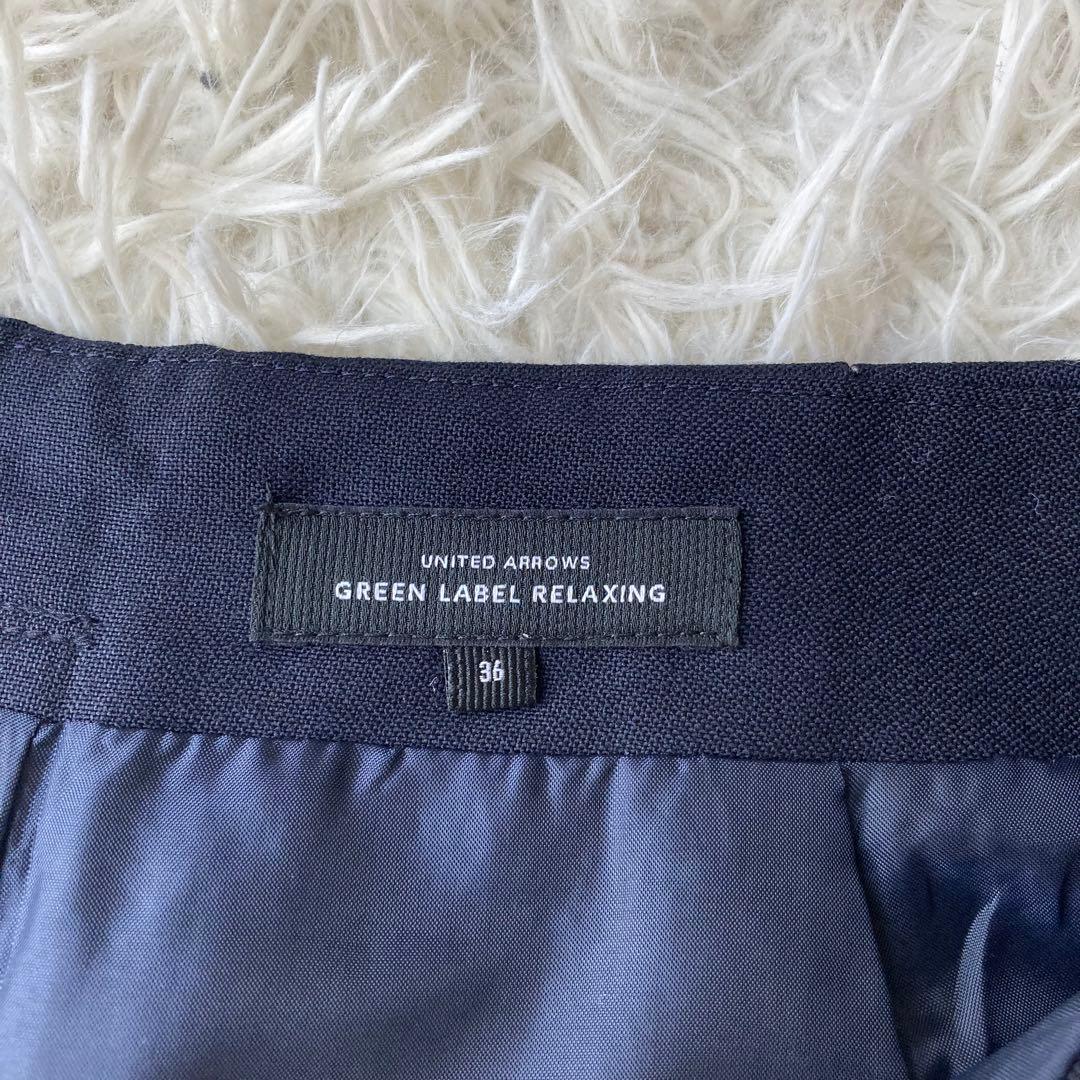 UNITED ARROWS
GREEN LABEL RELAXING
36